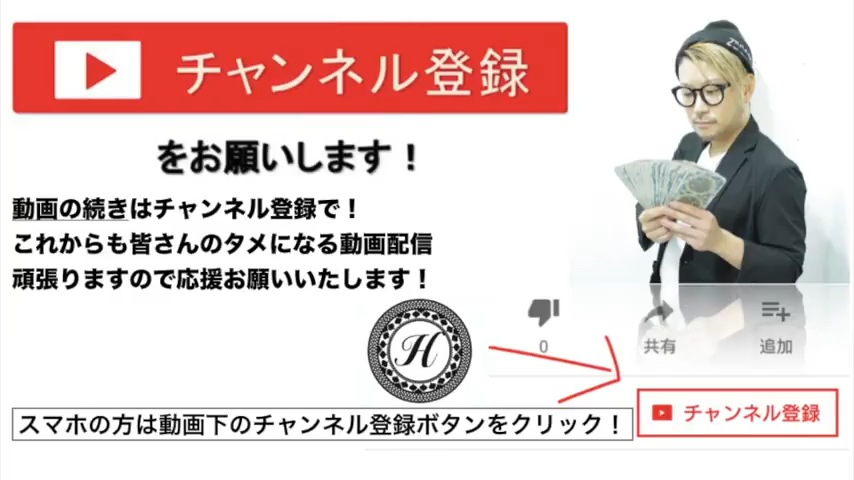 チャンネル登録
をお願いします！
動画の続きはチャンネル登録で！
これからも皆さんのタメになる動画配信
頑張りますので応援お願いいたします！
H
0
共有
追加
チャンネル登録
スマホの方は動画下のチャンネル登録ボタンをクリック！